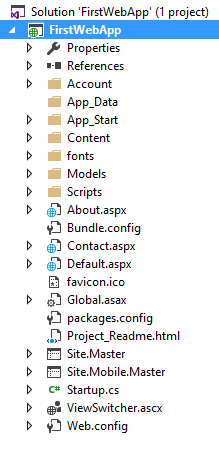 Solution 'FirstWebApp' (1 project)
FirstWebApp
Properties
References
Account
App_Data
App_Start
Content
fonts
Models
Scripts
About.aspx
Bundle.config
Contact.aspx
Default.aspx
favicon.ico
Global.asax
packages.config
Project_Readme.html
Site.Master
Site.Mobile.Master
C# Startup.cs
ViewSwitcher.ascx
Web.config